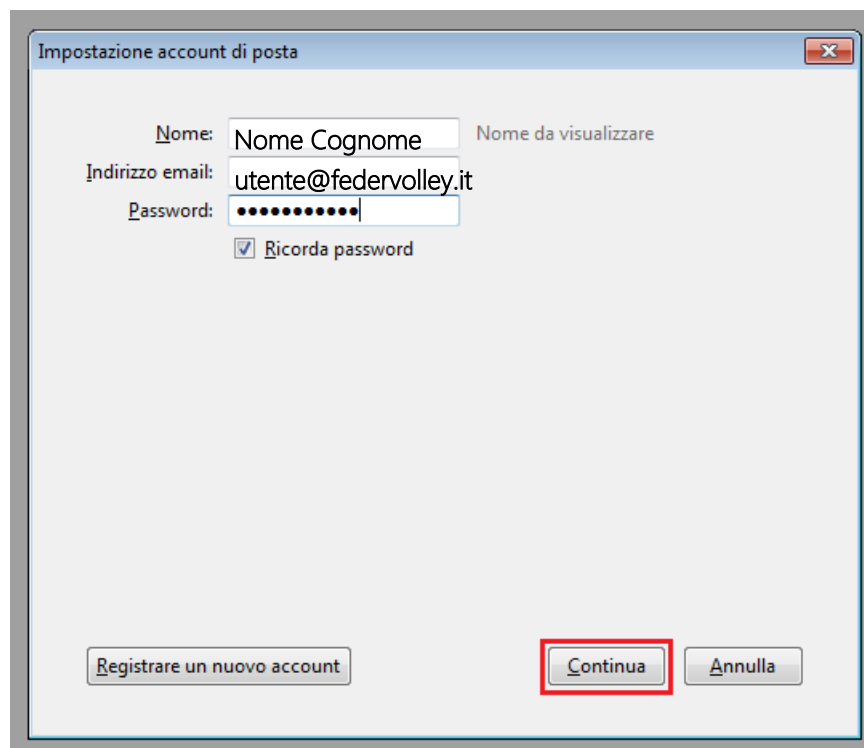 Impostazione account di posta
Nome: Nome Cognome Nome da visualizzare
Indirizzo email: utente@federvolley.it
Password: ●●●●●●●●●●●
Ricorda password
Registrare un nuovo account Continua Annulla